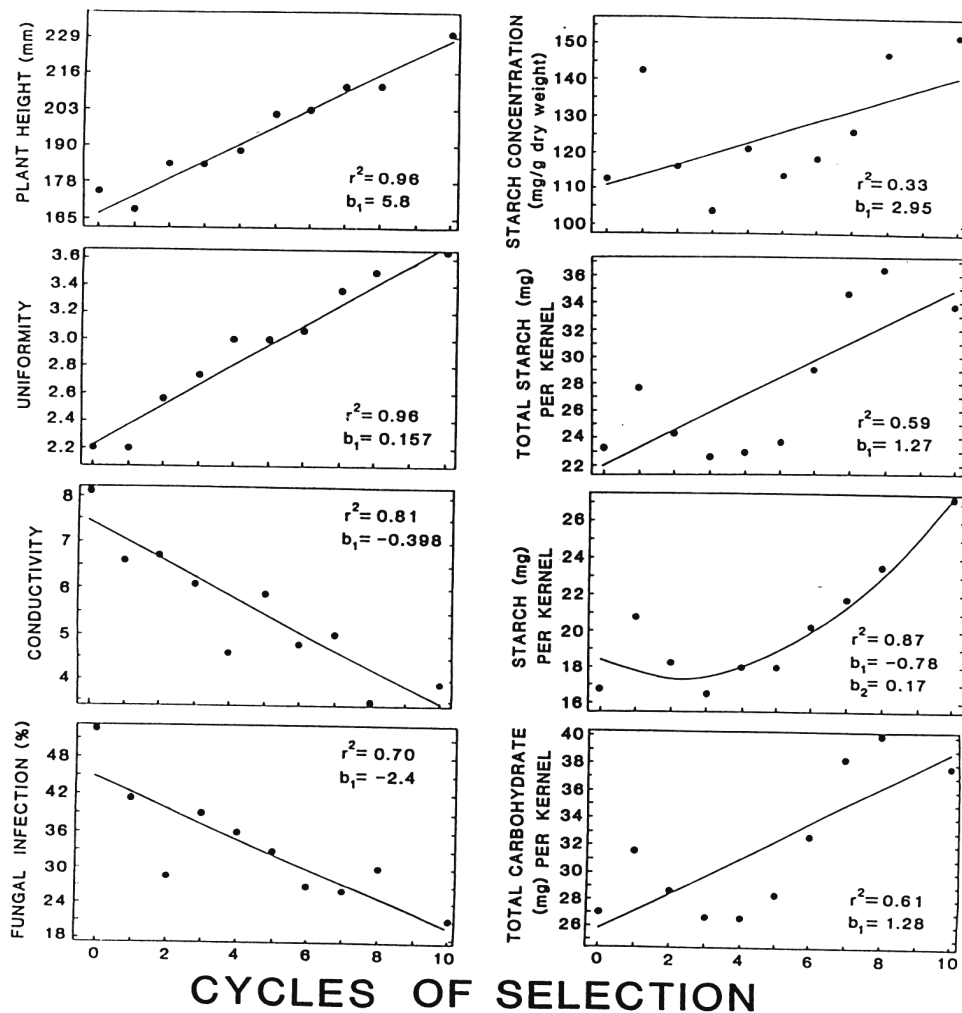 PLANT HEIGHT (mm)
229
216
203
190
178
165
r²=0.96
b₁= 5.8
STARCH CONCENTRATION
(mg/g dry weight)
150
140
130
120
110
100
r²= 0.33
b₁= 2.95
UNIFORMITY
3.6
3.4
3.2
3.0
2.8
2.6
2.4
2.2
r²=0.96
b₁= 0.157
TOTAL STARCH (mg)
PER KERNEL
36
34
32
30
28
26
24
22
r²=0.59
b₁= 1.27
CONDUCTIVITY
8
7
6
5
4
r²=0.81
b₁= -0.398
STARCH (mg)
PER KERNEL
26
24
22
20
18
16
r²=0.87
b₁= -0.78
b₂= 0.17
FUNGAL INFECTION (%)
48
42
36
30
24
18
r²=0.70
b₁= -2.4
0 2 4 6 8 10
TOTAL CARBOHYDRATE
(mg) PER KERNEL
40
38
36
34
32
30
28
26
r²=0.61
b₁= 1.28
0 2 4 6 8 10
CYCLES OF SELECTION